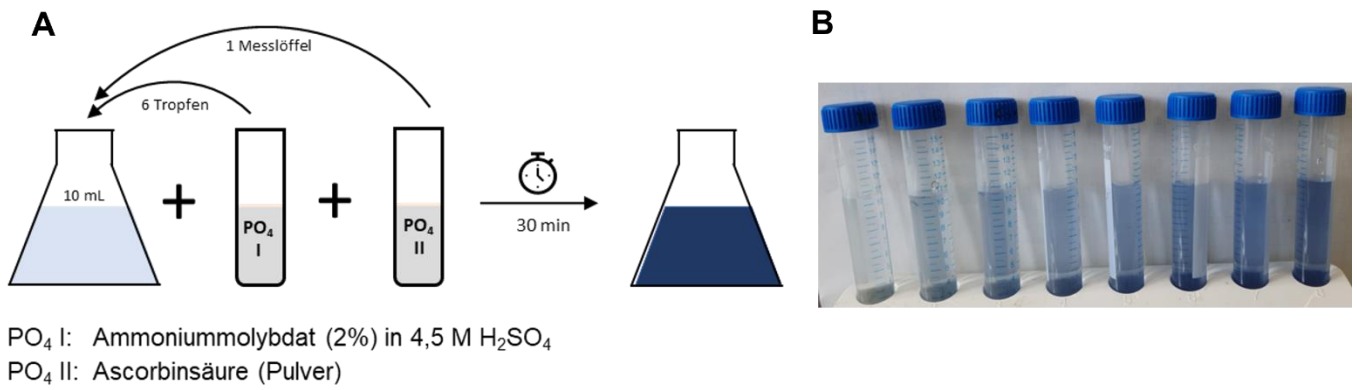 A
B
1 Messlöffel
6 Tropfen
10 mL
PO₄
I
PO₄
II
30 min
PO₄ I: Ammoniummolybdat (2%) in 4,5 M H₂SO₄
PO₄ II: Ascorbinsäure (Pulver)